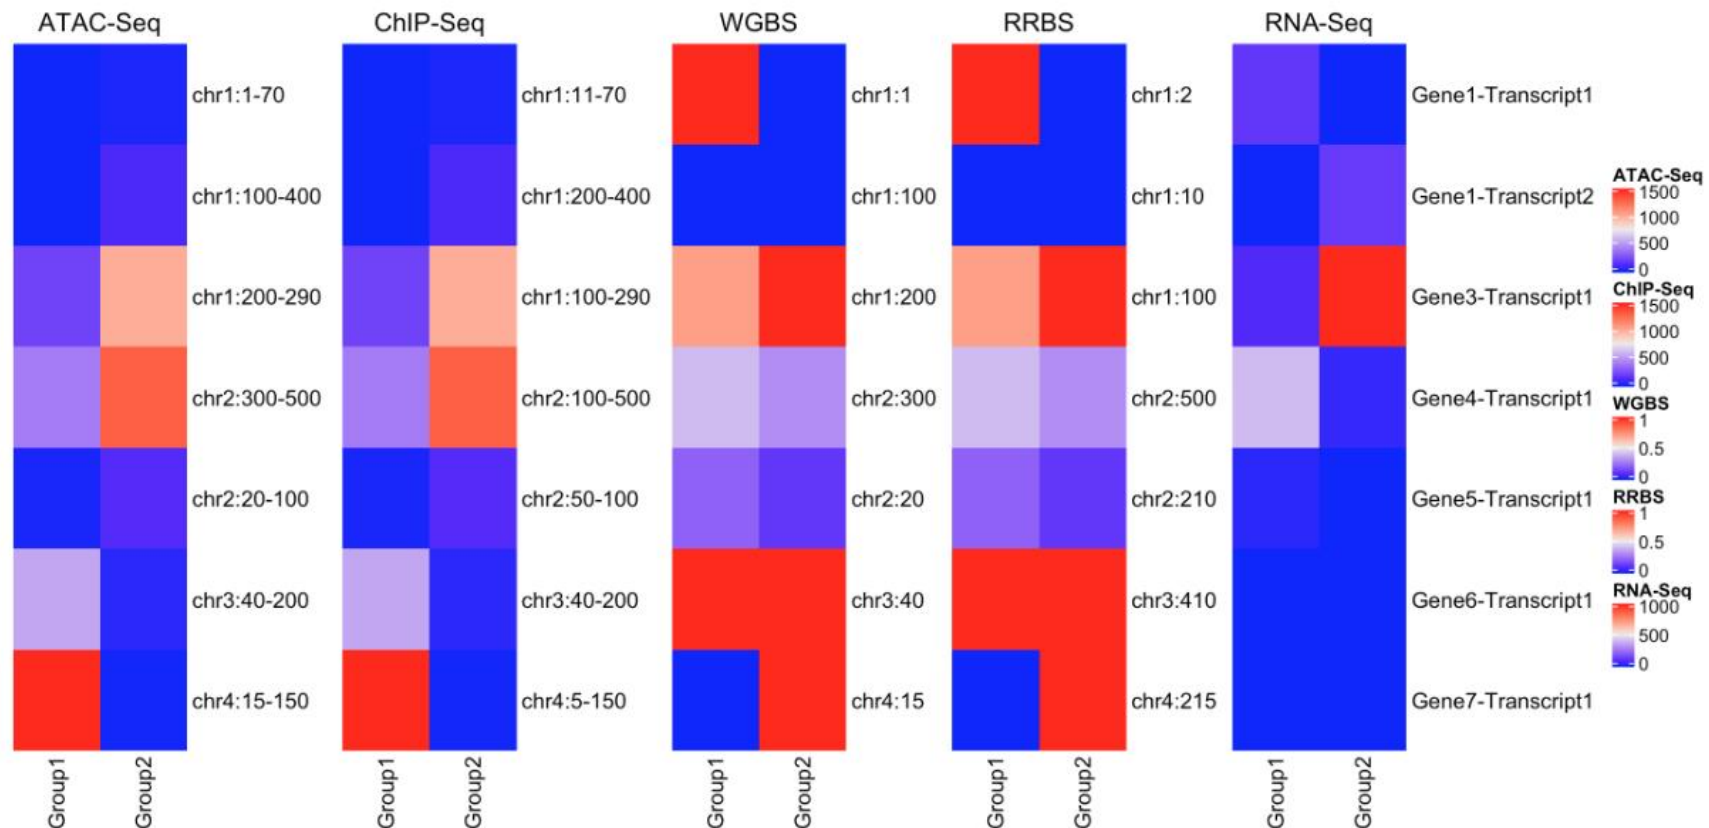 ATAC-Seq
chr1:1-70
chr1:100-400
chr1:200-290
chr2:300-500
chr2:20-100
chr3:40-200
chr4:15-150
Group1
Group2
ChIP-Seq
chr1:11-70
chr1:200-400
chr1:100-290
chr2:100-500
chr2:50-100
chr3:40-200
chr4:5-150
Group1
Group2
WGBS
chr1:1
chr1:100
chr1:200
chr2:300
chr2:20
chr3:40
chr4:15
Group1
Group2
RRBS
chr1:2
chr1:10
chr1:100
chr2:500
chr2:210
chr3:410
chr4:215
Group1
Group2
RNA-Seq
Gene1-Transcript1
Gene1-Transcript2
Gene3-Transcript1
Gene4-Transcript1
Gene5-Transcript1
Gene6-Transcript1
Gene7-Transcript1
Group1
Group2
ATAC-Seq
1500
1000
500
0
ChIP-Seq
1500
1000
500
0
WGBS
1
0.5
0
RRBS
1
0.5
0
RNA-Seq
1000
500
0